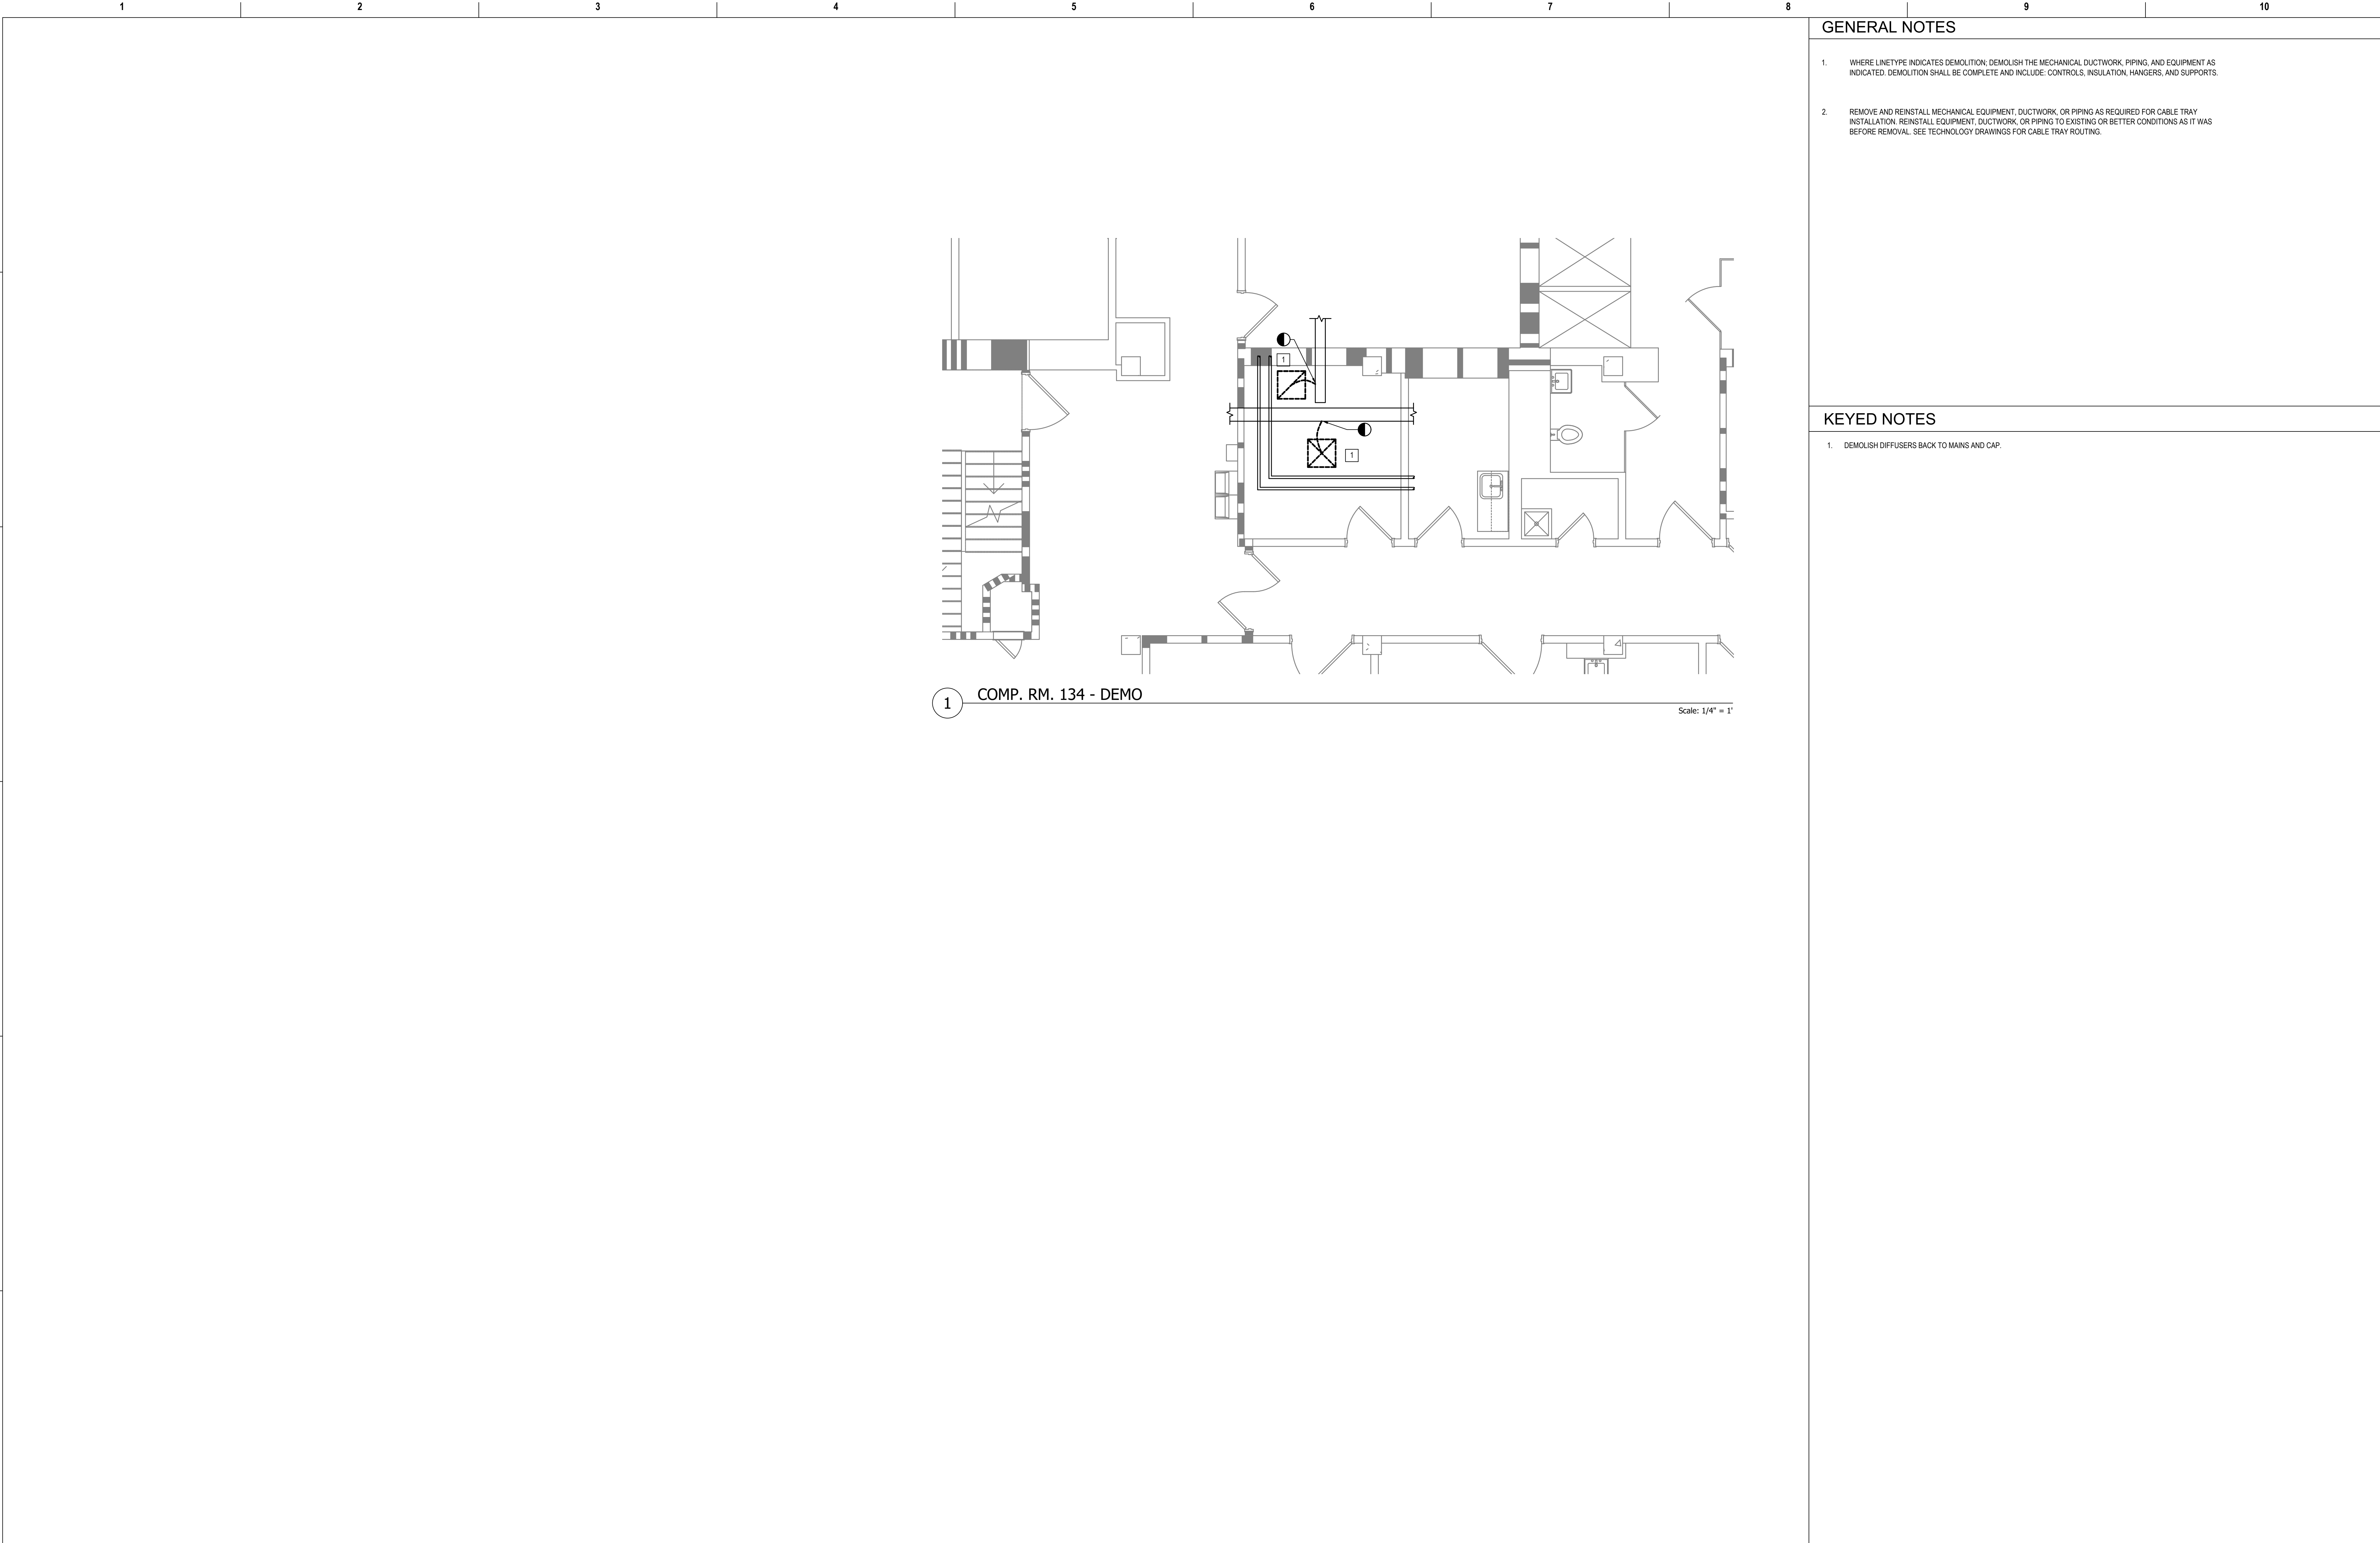 1 2 3 4 5 6 7 8 9 10
GENERAL NOTES
1. WHERE LINETYPE INDICATES DEMOLITION; DEMOLISH THE MECHANICAL DUCTWORK, PIPING, AND EQUIPMENT AS
INDICATED. DEMOLITION SHALL BE COMPLETE AND INCLUDE: CONTROLS, INSULATION, HANGERS, AND SUPPORTS.
2. REMOVE AND REINSTALL MECHANICAL EQUIPMENT, DUCTWORK, OR PIPING AS REQUIRED FOR CABLE TRAY
INSTALLATION. REINSTALL EQUIPMENT, DUCTWORK, OR PIPING TO EXISTING OR BETTER CONDITIONS AS IT WAS
BEFORE REMOVAL. SEE TECHNOLOGY DRAWINGS FOR CABLE TRAY ROUTING.
KEYED NOTES
1. DEMOLISH DIFFUSERS BACK TO MAINS AND CAP.
1
1
1 COMP. RM. 134 - DEMO
Scale: 1/4" = 1'